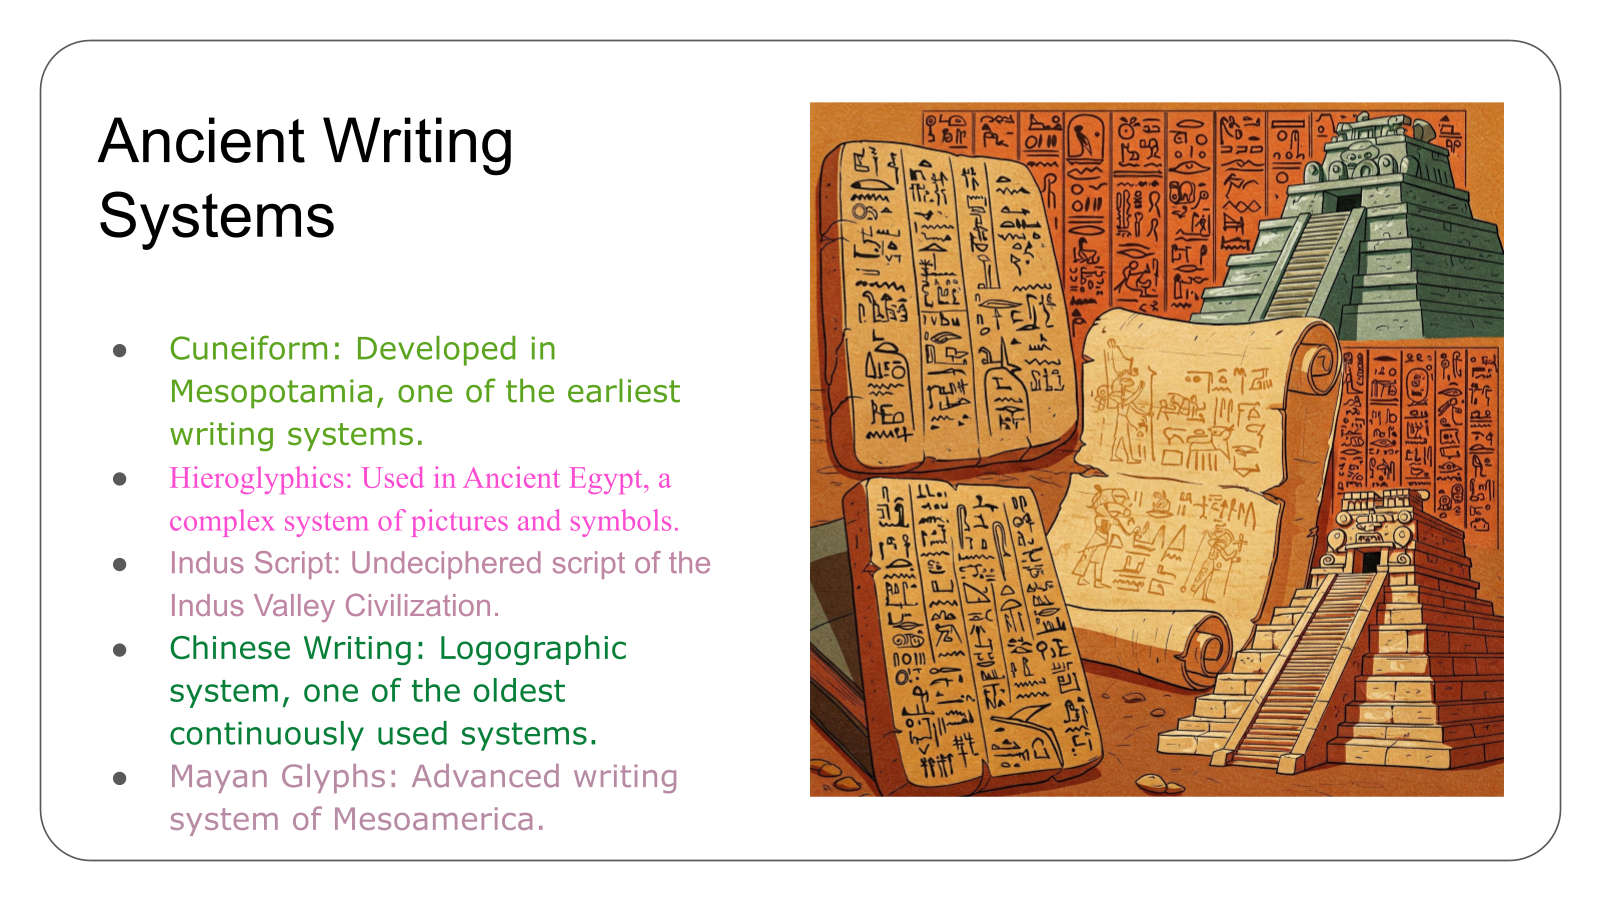 Ancient Writing
Systems
● Cuneiform: Developed in
Mesopotamia, one of the earliest
writing systems.
● Hieroglyphics: Used in Ancient Egypt, a
complex system of pictures and symbols.
● Indus Script: Undeciphered script of the
Indus Valley Civilization.
● Chinese Writing: Logographic
system, one of the oldest
continuously used systems.
● Mayan Glyphs: Advanced writing
system of Mesoamerica.